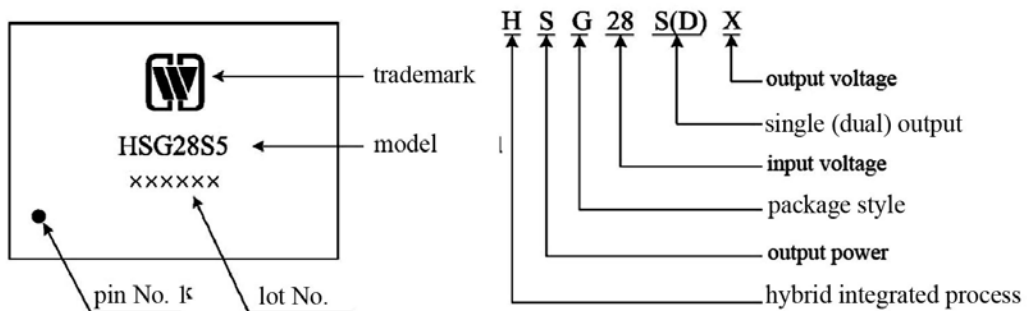 trademark
HSG28S5
model
××××××
pin No. 1
lot No.
H S G 28 S(D) X
output voltage
single (dual) output
input voltage
package style
output power
hybrid integrated process